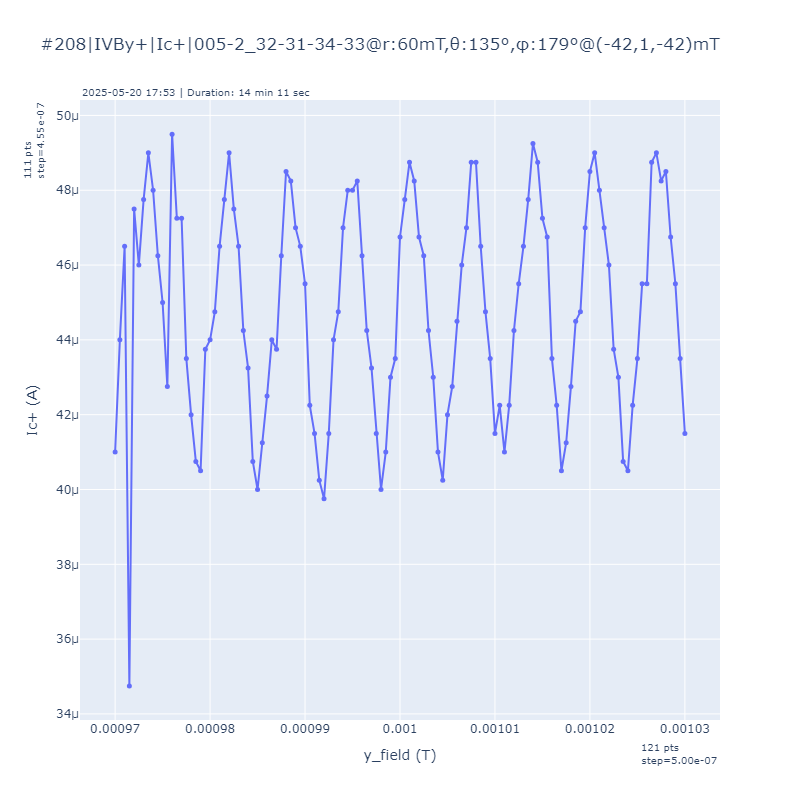 #208|IVBy+|Ic+|005-2_32-31-34-33@r:60mT,θ:135°,φ:179°@(-42,1,-42)mT
2025-05-20 17:53 | Duration: 14 min 11 sec
111 pts
step=4.55e-07
50μ
48μ
46μ
44μ
42μ
40μ
38μ
36μ
34μ
Ic+ (A)
0.00097 0.00098 0.00099 0.001 0.00101 0.00102 0.00103
y_field (T)
121 pts
step=5.00e-07